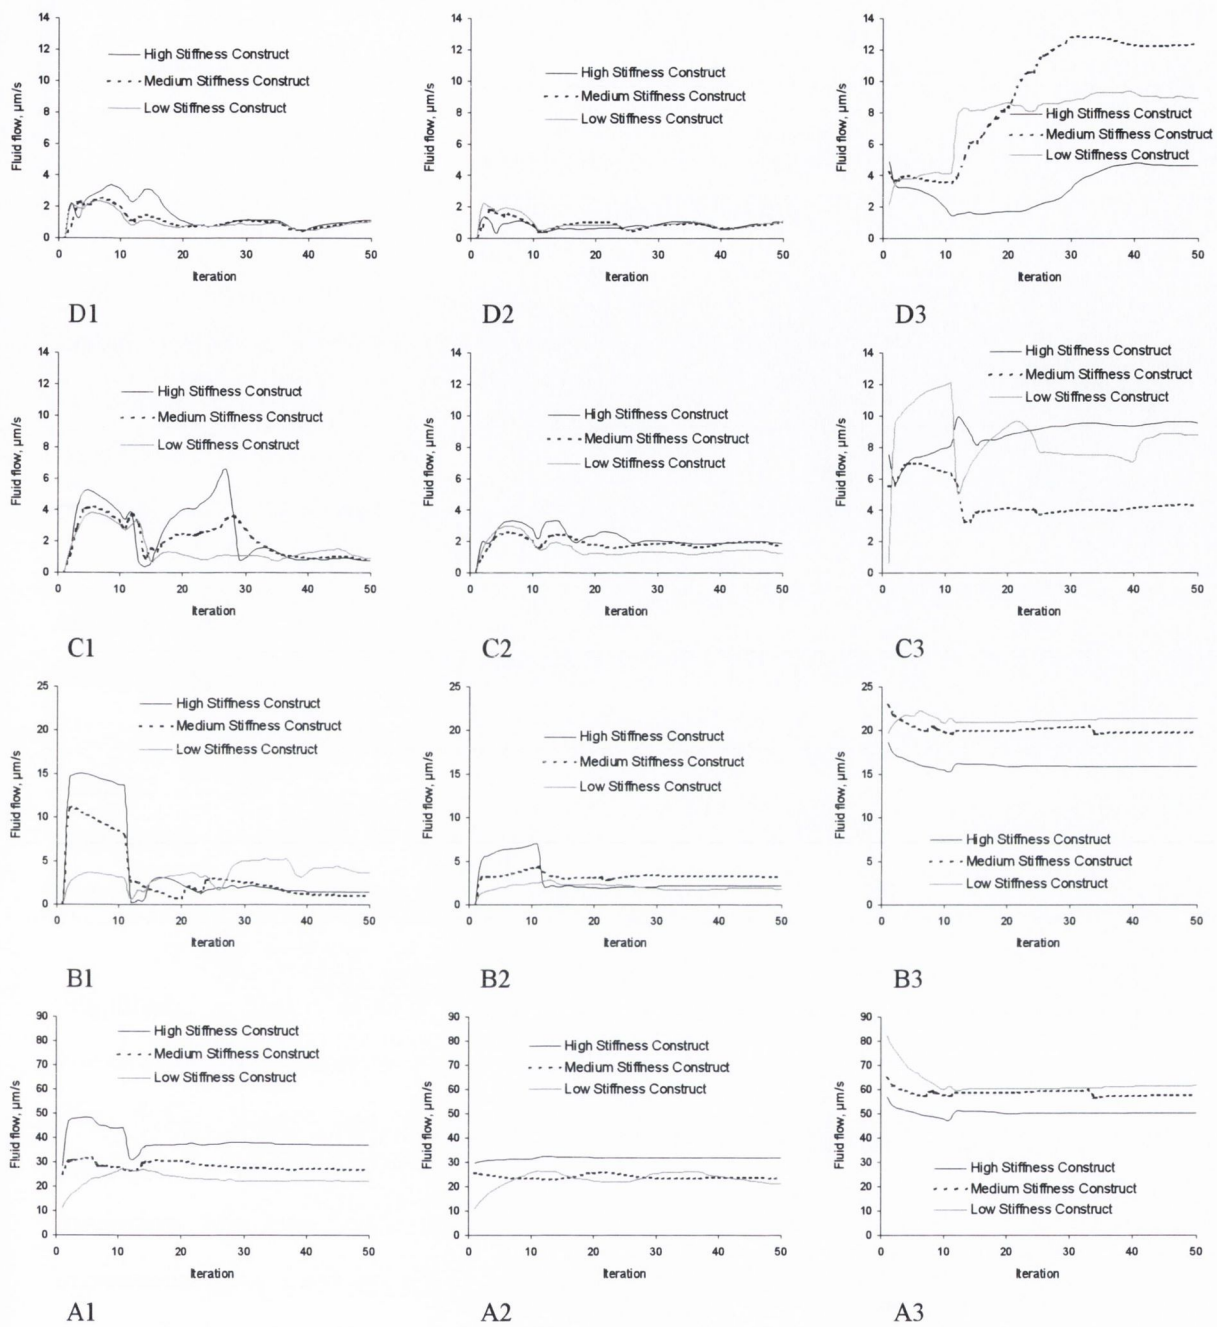 14
12
10
8
6
4
2
0
Fluid flow, µm/s
High Stiffness Construct
Medium Stiffness Construct
Low Stiffness Construct
0 10 20 30 40 50
Iteration
D1
14
12
10
8
6
4
2
0
Fluid flow, µm/s
High Stiffness Construct
Medium Stiffness Construct
Low Stiffness Construct
0 10 20 30 40 50
Iteration
D2
14
12
10
8
6
4
2
0
Fluid flow, µm/s
High Stiffness Construct
Medium Stiffness Construct
Low Stiffness Construct
0 10 20 30 40 50
Iteration
D3
14
12
10
8
6
4
2
0
Fluid flow, µm/s
High Stiffness Construct
Medium Stiffness Construct
Low Stiffness Construct
0 10 20 30 40 50
Iteration
C1
14
12
10
8
6
4
2
0
Fluid flow, µm/s
High Stiffness Construct
Medium Stiffness Construct
Low Stiffness Construct
0 10 20 30 40 50
Iteration
C2
14
12
10
8
6
4
2
0
Fluid flow, µm/s
High Stiffness Construct
Medium Stiffness Construct
Low Stiffness Construct
0 10 20 30 40 50
Iteration
C3
25
20
15
10
5
0
Fluid flow, µm/s
High Stiffness Construct
Medium Stiffness Construct
Low Stiffness Construct
0 10 20 30 40 50
Iteration
B1
25
20
15
10
5
0
Fluid flow, µm/s
High Stiffness Construct
Medium Stiffness Construct
Low Stiffness Construct
0 10 20 30 40 50
Iteration
B2
25
20
15
10
5
0
Fluid flow, µm/s
High Stiffness Construct
Medium Stiffness Construct
Low Stiffness Construct
0 10 20 30 40 50
Iteration
B3
90
80
70
60
50
40
30
20
10
0
Fluid flow, µm/s
High Stiffness Construct
Medium Stiffness Construct
Low Stiffness Construct
0 10 20 30 40 50
Iteration
A1
90
80
70
60
50
40
30
20
10
0
Fluid flow, µm/s
High Stiffness Construct
Medium Stiffness Construct
Low Stiffness Construct
0 10 20 30 40 50
Iteration
A2
90
80
70
60
50
40
30
20
10
0
Fluid flow, µm/s
High Stiffness Construct
Medium Stiffness Construct
Low Stiffness Construct
0 10 20 30 40 50
Iteration
A3